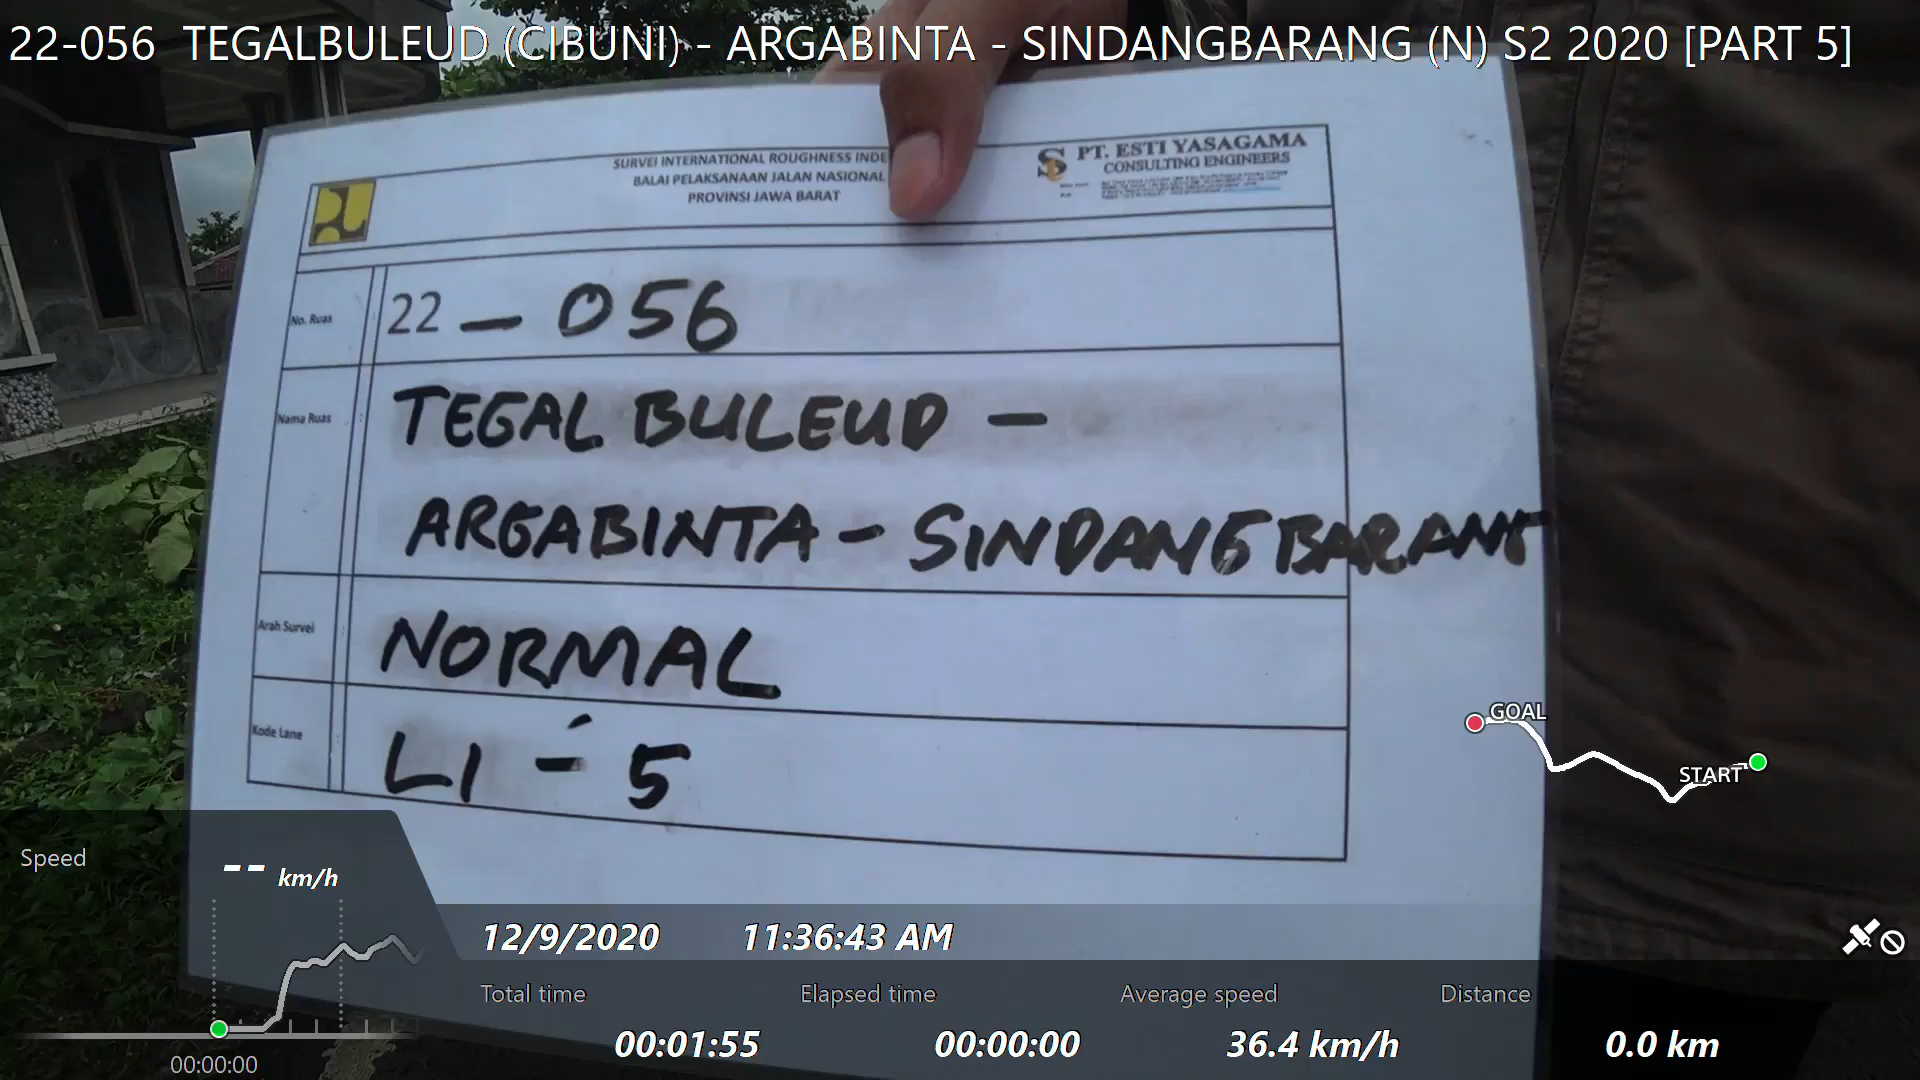 22-056 TEGALBULEUD (CIBUNI) - ARGABINTA - SINDANGBARANG (N) S2 2020 [PART 5]
SURVEI INTERNATIONAL ROUGHNESS INDE
BALAI PELAKSANAAN JALAN NASIONAL
PROVINSI JAWA BARAT
PT. ESTI YASAGAMA
CONSULTING ENGINEERS
No. Ruas : 22 - 056
Nama Ruas : TEGAL BULEUD -
ARGABINTA - SINDANGBARANG
Arah Survei : NORMAL
Kode Lane : L1 - 5
GOAL
START
Speed
-- km/h
12/9/2020 11:36:43 AM
Total time Elapsed time Average speed Distance
00:01:55 00:00:00 36.4 km/h 0.0 km
00:00:00